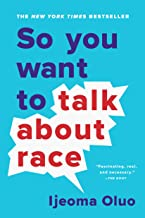 THE NEW YORK TIMES BESTSELLER
So you
want
to talk
about
race
"Fascinating, real,
and necessary."
Ijeoma Oluo